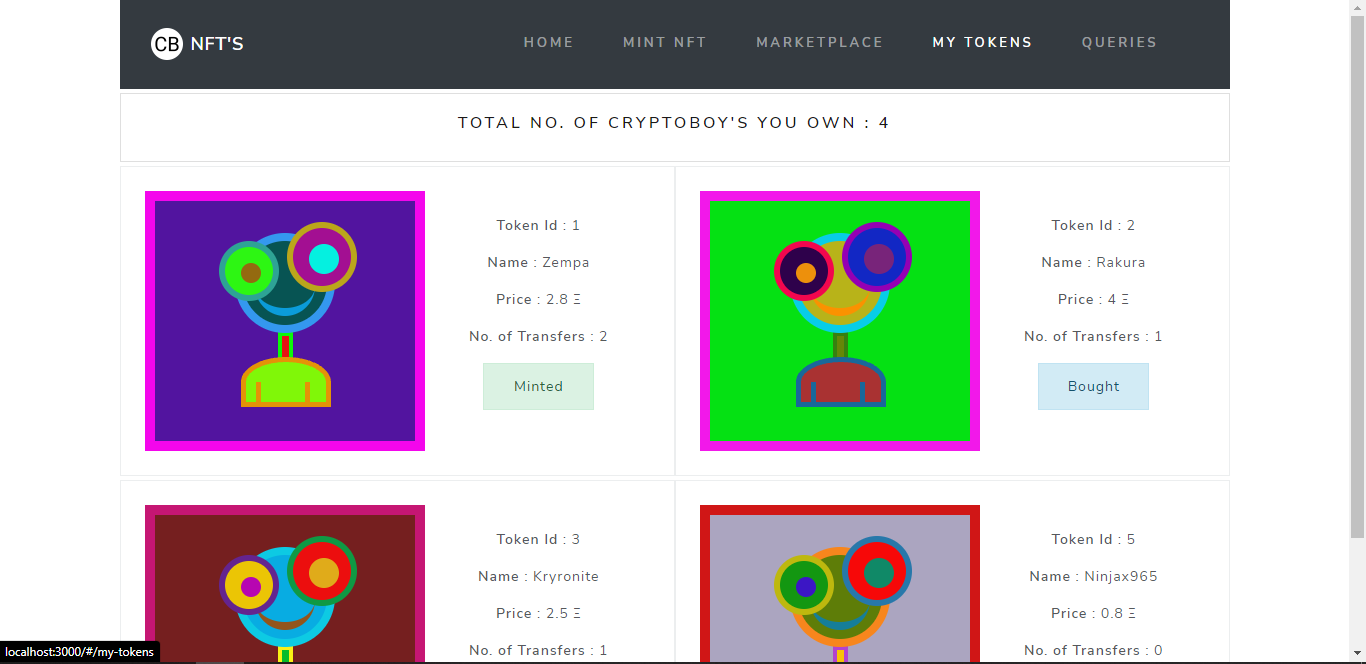 CB NFT'S HOME MINT NFT MARKETPLACE MY TOKENS QUERIES
TOTAL NO. OF CRYPTOBOY'S YOU OWN : 4
Token Id : 1
Name : Zempa
Price : 2.8 Ξ
No. of Transfers : 2
Minted
Token Id : 2
Name : Rakura
Price : 4 Ξ
No. of Transfers : 1
Bought
Token Id : 3
Name : Kryronite
Price : 2.5 Ξ
No. of Transfers : 1
Token Id : 5
Name : Ninjax965
Price : 0.8 Ξ
No. of Transfers : 0
localhost:3000/#/my-tokens